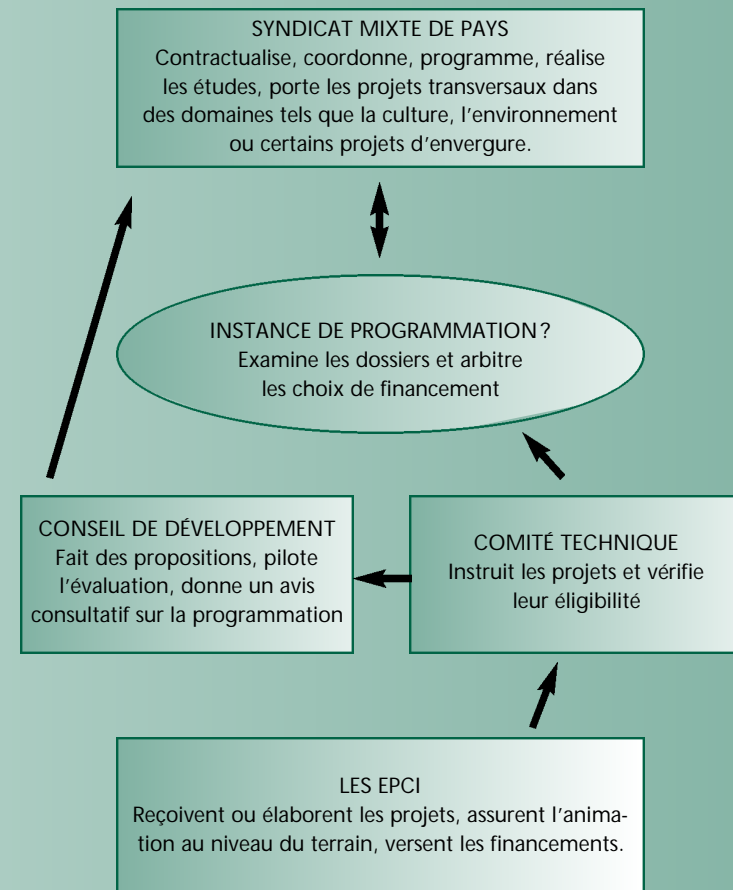 SYNDICAT MIXTE DE PAYS
Contractualise, coordonne, programme, réalise
les études, porte les projets transversaux dans
des domaines tels que la culture, l'environnement
ou certains projets d'envergure.
INSTANCE DE PROGRAMMATION?
Examine les dossiers et arbitre
les choix de financement
CONSEIL DE DÉVELOPPEMENT
Fait des propositions, pilote
l'évaluation, donne un avis
consultatif sur la programmation
COMITÉ TECHNIQUE
Instruit les projets et vérifie
leur éligibilité
LES EPCI
Reçoivent ou élaborent les projets, assurent l'anima-
tion au niveau du terrain, versent les financements.